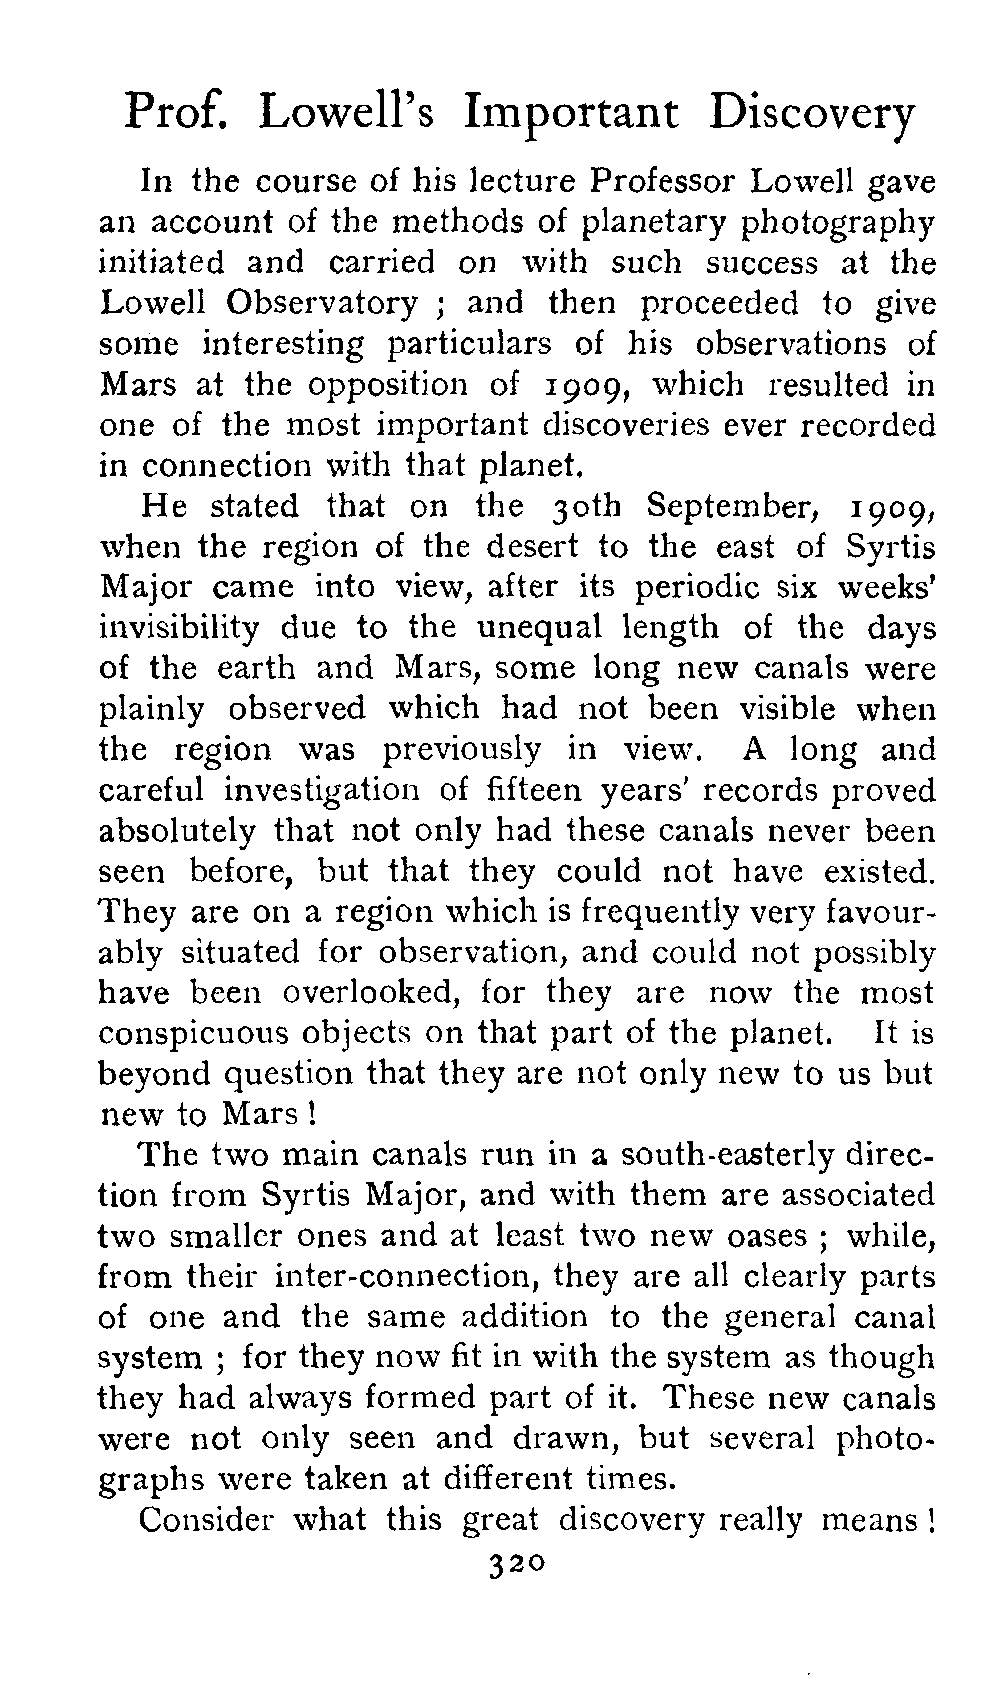 Prof. Lowell's Important Discovery
In the course of his lecture Professor Lowell gave
an account of the methods of planetary photography
initiated and carried on with such success at the
Lowell Observatory ; and then proceeded to give
some interesting particulars of his observations of
Mars at the opposition of 1909, which resulted in
one of the most important discoveries ever recorded
in connection with that planet.
He stated that on the 30th September, 1909,
when the region of the desert to the east of Syrtis
Major came into view, after its periodic six weeks'
invisibility due to the unequal length of the days
of the earth and Mars, some long new canals were
plainly observed which had not been visible when
the region was previously in view. A long and
careful investigation of fifteen years' records proved
absolutely that not only had these canals never been
seen before, but that they could not have existed.
They are on a region which is frequently very favour-
ably situated for observation, and could not possibly
have been overlooked, for they are now the most
conspicuous objects on that part of the planet. It is
beyond question that they are not only new to us but
new to Mars !
The two main canals run in a south-easterly direc-
tion from Syrtis Major, and with them are associated
two smaller ones and at least two new oases ; while,
from their inter-connection, they are all clearly parts
of one and the same addition to the general canal
system ; for they now fit in with the system as though
they had always formed part of it. These new canals
were not only seen and drawn, but several photo-
graphs were taken at different times.
Consider what this great discovery really means !
320